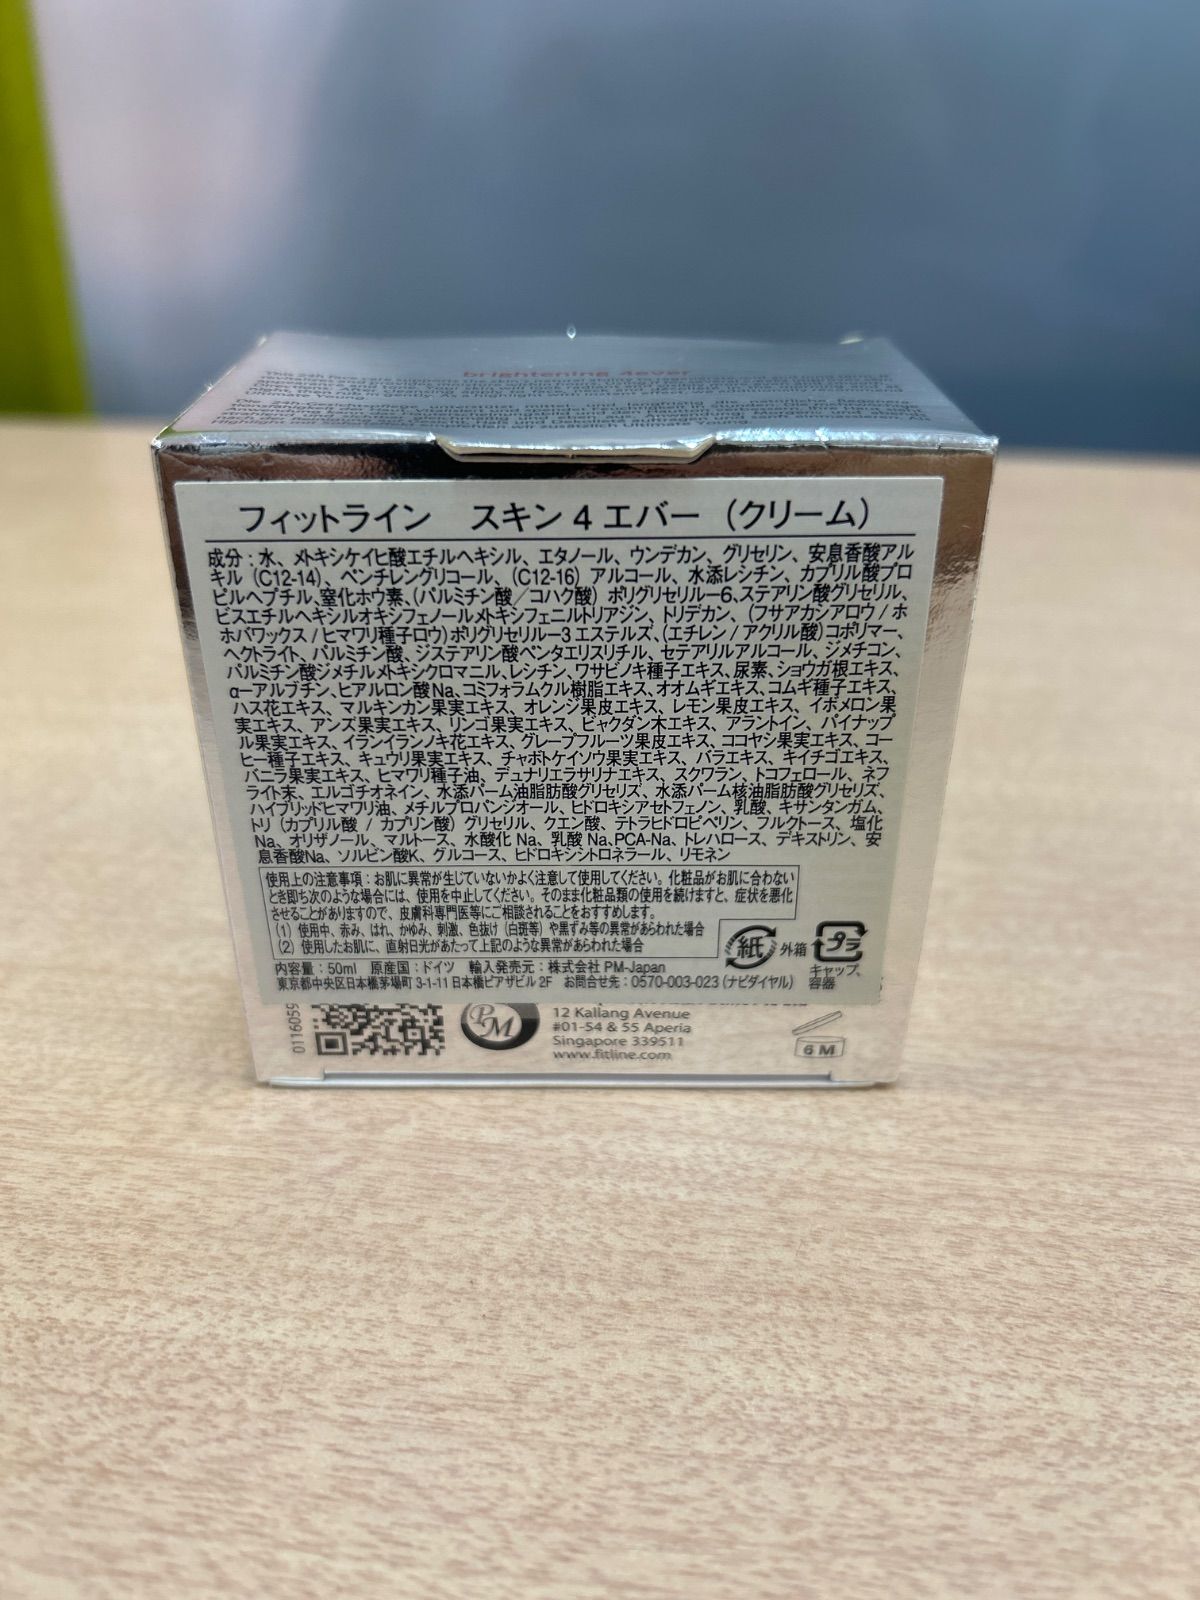 brightening 4ever
フィットライン　スキン４エバー（クリーム）
成分：水、メトキシケイヒ酸エチルヘキシル、エタノール、ウンデカン、グリセリン、安息香酸アル
キル（C12-14）、ペンチレングリコール、（C12-16）アルコール、水添レシチン、カプリル酸プロ
ピルヘプチル、窒化ホウ素、（パルミチン酸／コハク酸）ポリグリセリル－6、ステアリン酸グリセリル、
ビスエチルヘキシルオキシフェノールメトキシフェニルトリアジン、トリデカン、（フサアカシアロウ/ホ
ホバワックス/ヒマワリ種子ロウ）ポリグリセリル－3エステルズ、（エチレン/アクリル酸）コポリマー、
ヘクトライト、パルミチン酸、ジステアリン酸ペンタエリスリチル、セテアリルアルコール、ジメチコン、
パルミチン酸ジメチルメトキシクロマニル、レシチン、ワサビノキ種子エキス、尿素、ショウガ根エキス、
α－アルブチン、ヒアルロン酸Na、コミフォラムクル樹脂エキス、オオムギエキス、コムギ種子エキス、
ハス花エキス、マルキンカン果実エキス、オレンジ果皮エキス、レモン果皮エキス、イボメロン果
実エキス、アンズ果実エキス、リンゴ果実エキス、ビャクダン木エキス、アラントイン、パイナップ
ル果実エキス、イランイランノキ花エキス、グレープフルーツ果皮エキス、ココヤシ果実エキス、コー
ヒー種子エキス、キュウリ果実エキス、チャボトケイソウ果実エキス、バラエキス、キイチゴエキス、
バニラ果実エキス、ヒマワリ種子油、デュナリエラサリナエキス、スクワラン、トコフェロール、ネフ
ライト末、エルゴチオネイン、水添パーム油脂肪酸グリセリズ、水添パーム核油脂肪酸グリセリズ、
ハイブリッドヒマワリ油、メチルプロパンジオール、ヒドロキシアセトフェノン、乳酸、キサンタンガム、
トリ（カプリル酸 / カプリン酸）グリセリル、クエン酸、テトラヒドロピペリン、フルクトース、塩化
Na、オリザノール、マルトース、水酸化 Na、乳酸 Na、PCA-Na、トレハロース、デキストリン、安
息香酸Na、ソルビン酸K、グルコース、ヒドロキシシトロネラール、リモネン
使用上の注意事項：お肌に異常が生じていないかよく注意して使用してください。化粧品がお肌に合わない
とき即ち次のような場合には、使用を中止してください。そのまま化粧品類の使用を続けますと、症状を悪化
させることがありますので、皮膚科専門医等にご相談されることをおすすめします。
（1）使用中、赤み、はれ、かゆみ、刺激、色抜け（白斑等）や黒ずみ等の異常があらわれた場合
（2）使用したお肌に、直射日光があたって上記のような異常があらわれた場合
紙 外箱 プラ キャップ、
容器
内容量：50ml　原産国：ドイツ　輸入発売元：株式会社 PM-Japan
東京都中央区日本橋茅場町 3-1-11 日本橋ピアザビル 2F　お問合せ先：0570-003-023（ナビダイヤル）
0116059
PM
12 Kallang Avenue
#01-54 & 55 Aperia
Singapore 339511
www.fitline.com
6 M